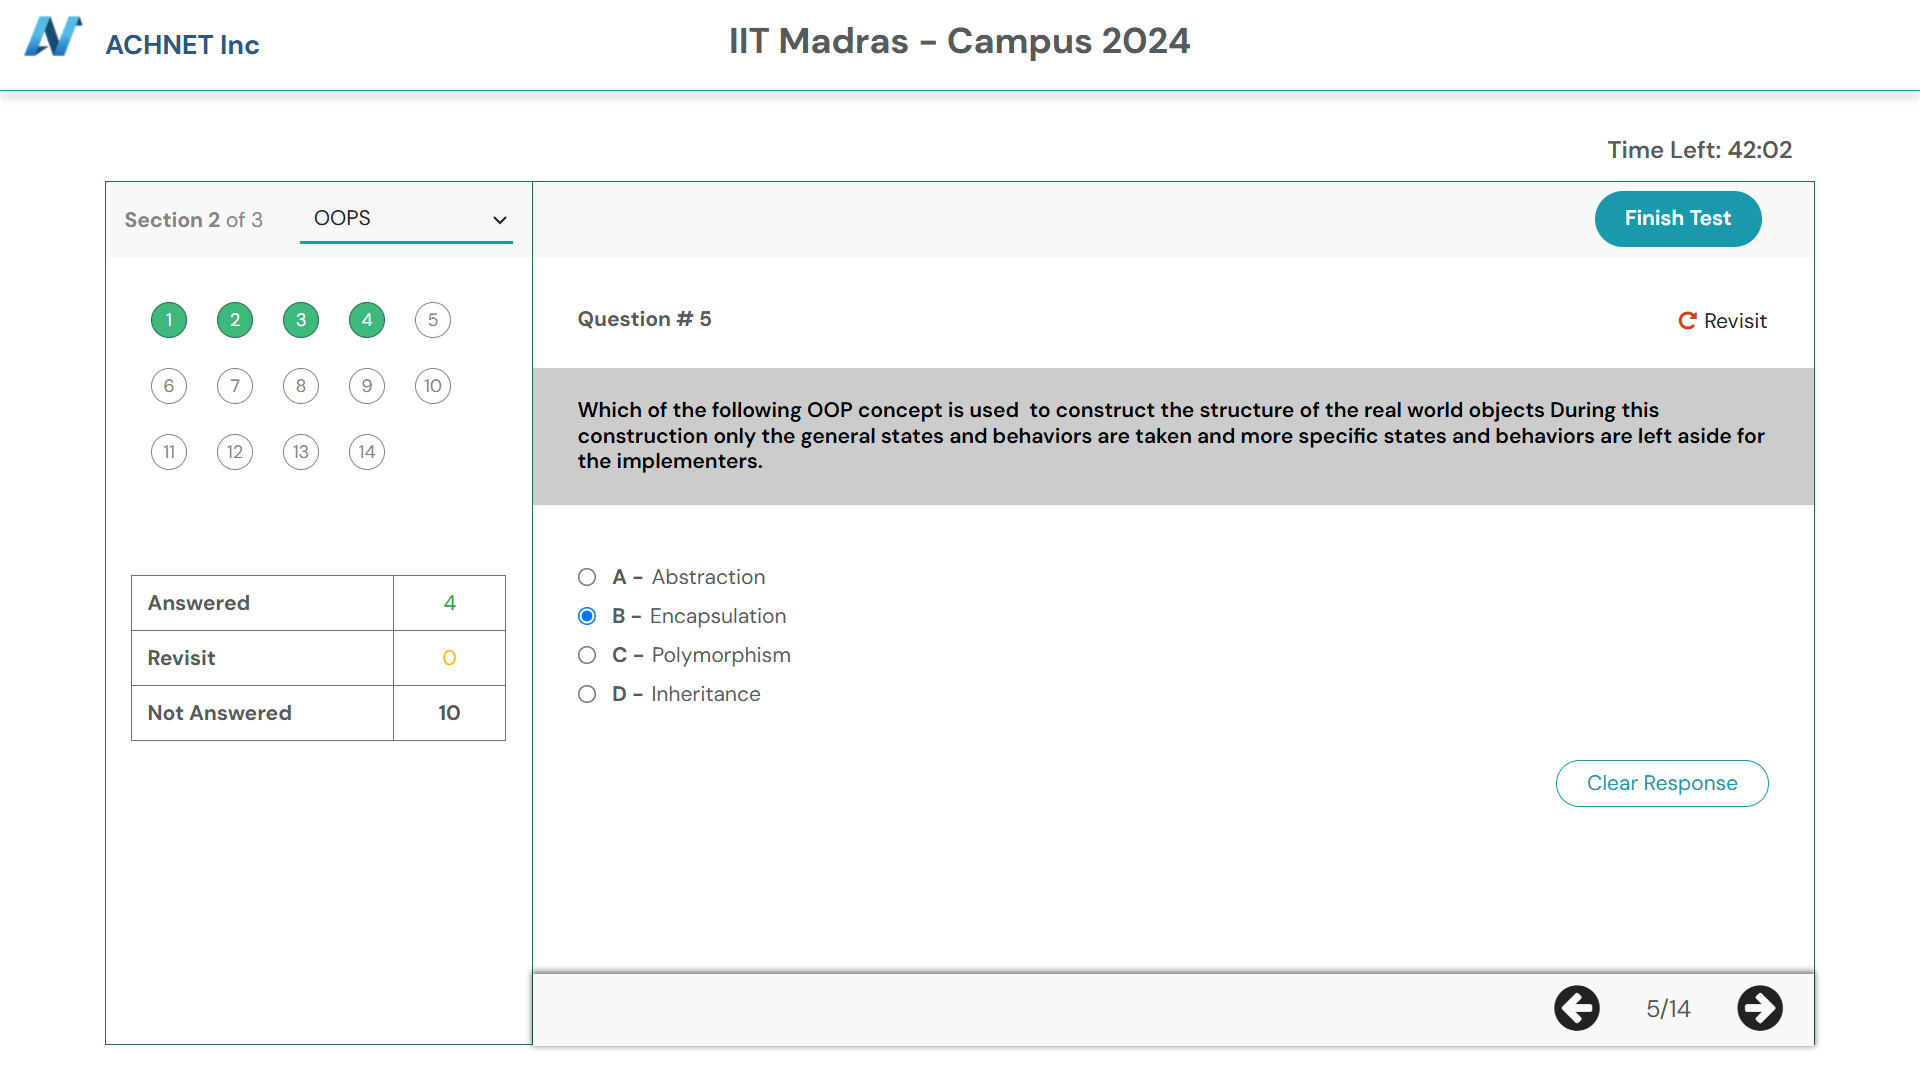 ACHNET Inc
IIT Madras - Campus 2024
Time Left: 42:02
Section 2 of 3
OOPS
Finish Test
1 2 3 4 5
6 7 8 9 10
11 12 13 14
Answered 4
Revisit 0
Not Answered 10
Question # 5
Revisit
Which of the following OOP concept is used  to construct the structure of the real world objects During this
construction only the general states and behaviors are taken and more specific states and behaviors are left aside for
the implementers.
A - Abstraction
B - Encapsulation
C - Polymorphism
D - Inheritance
Clear Response
5/14